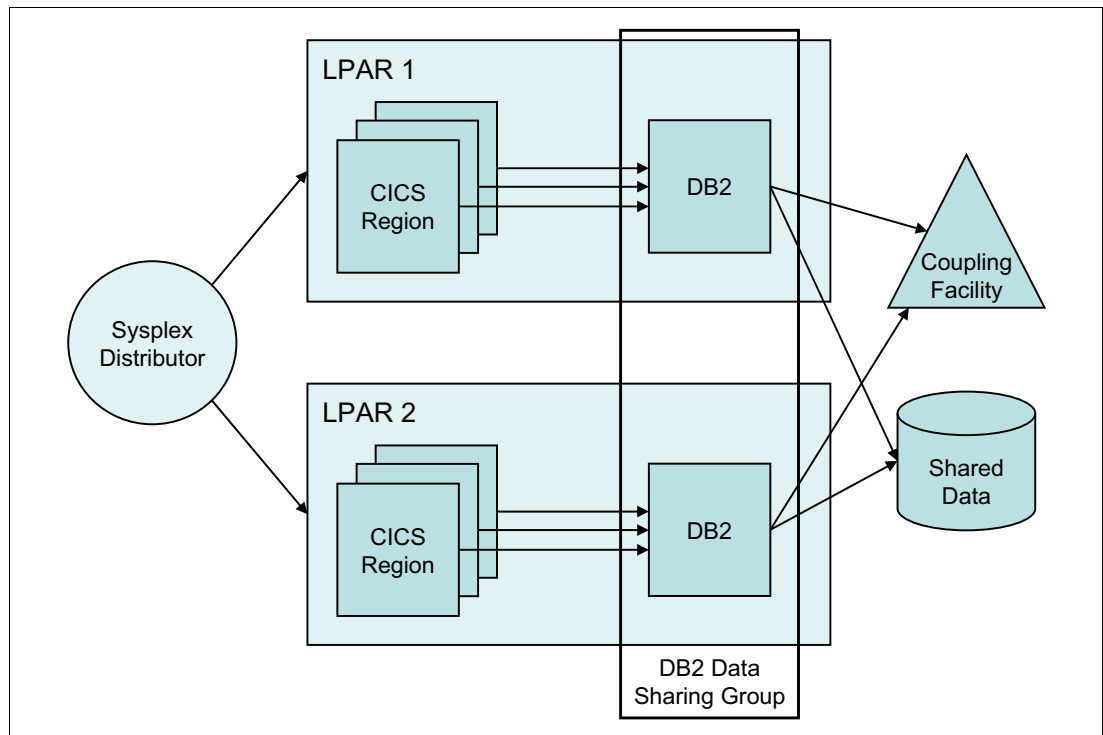 LPAR 1
CICS
Region
DB2
Coupling
Facility
Sysplex
Distributor
LPAR 2
CICS
Region
DB2
Shared
Data
DB2 Data
Sharing Group